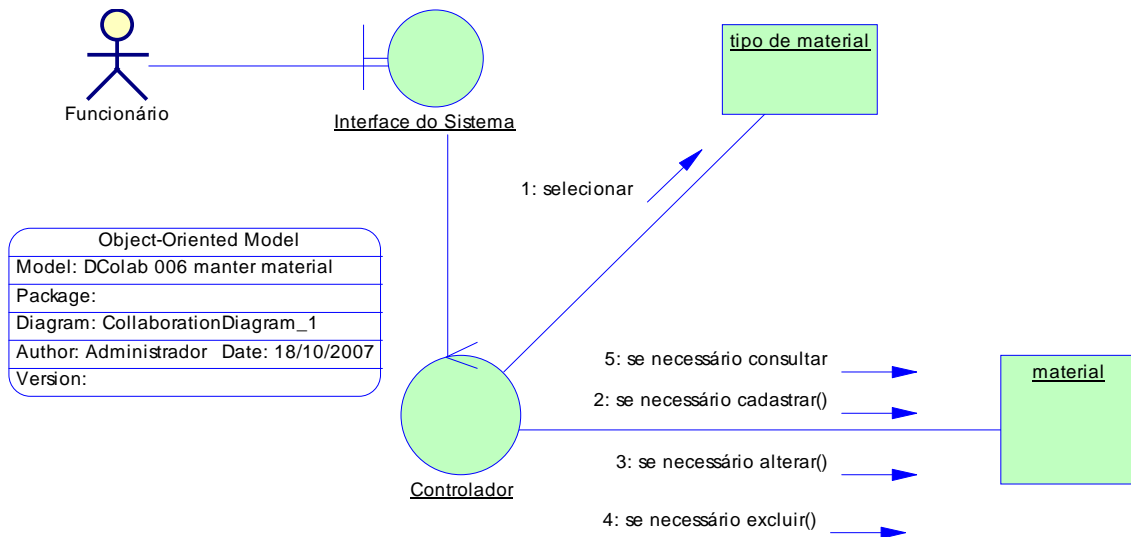 Funcionário
Interface do Sistema
tipo de material
1: selecionar
Object-Oriented Model
Model: DColab 006 manter material
Package:
Diagram: CollaborationDiagram_1
Author: Administrador Date: 18/10/2007
Version:
5: se necessário consultar
2: se necessário cadastrar()
material
3: se necessário alterar()
Controlador
4: se necessário excluir()